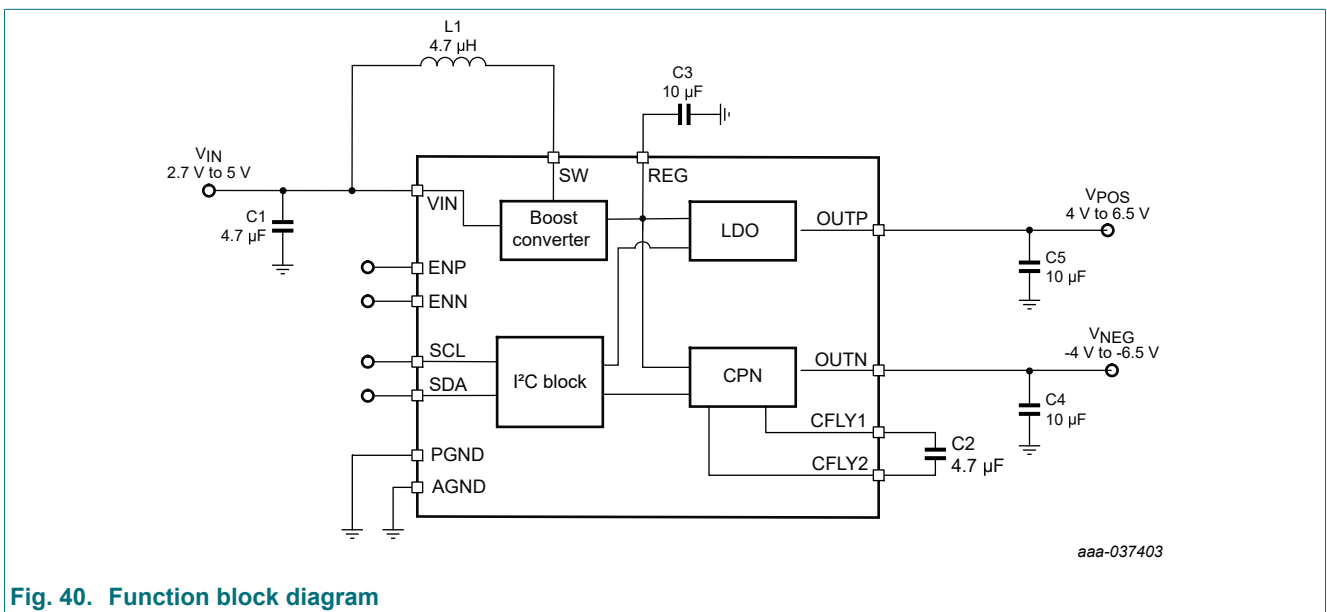 L1
4.7 µH
C3
10 µF
VIN
2.7 V to 5 V
SW
REG
VIN
C1
4.7 µF
Boost
converter
LDO
OUTP
VPOS
4 V to 6.5 V
C5
10 µF
ENP
ENN
SCL
SDA
I²C block
CPN
OUTN
VNEG
-4 V to -6.5 V
C4
10 µF
CFLY1
CFLY2
C2
4.7 µF
PGND
AGND
aaa-037403
Fig. 40. Function block diagram